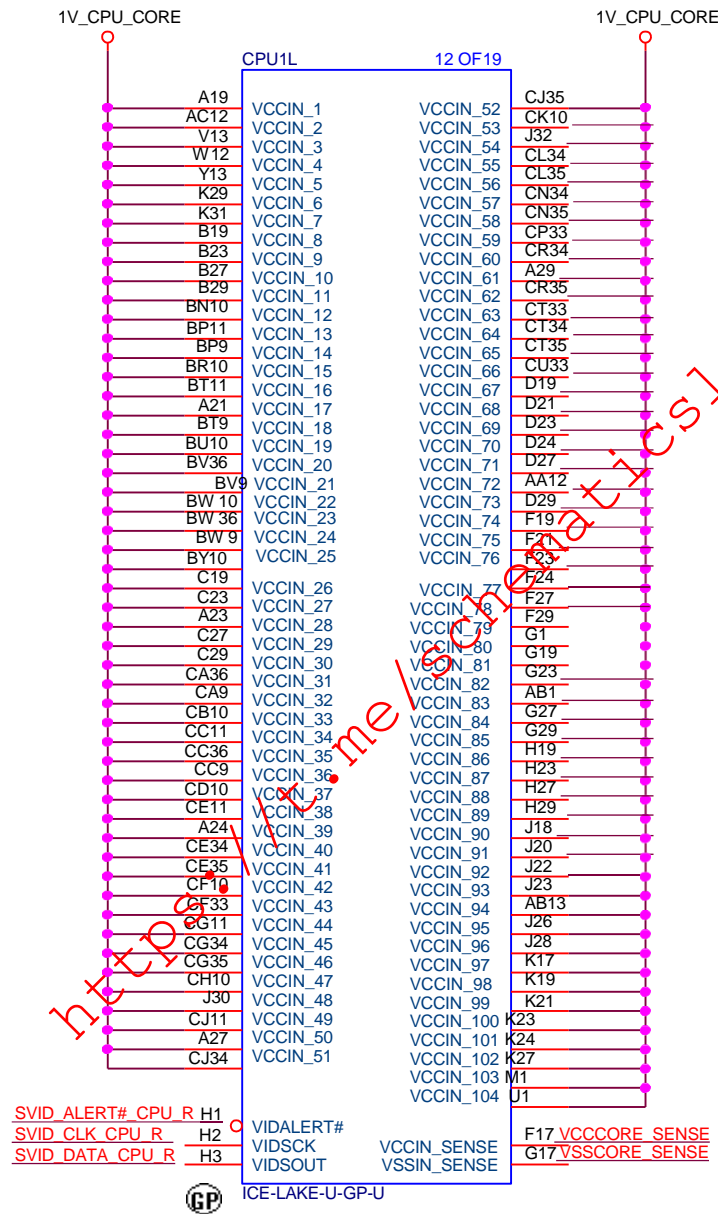 1V_CPU_CORE 1V_CPU_CORE
CPU1L 12 OF19
A19 VCCIN_1 VCCIN_52 CJ35
AC12 VCCIN_2 VCCIN_53 CK10
V13 VCCIN_3 VCCIN_54 J32
W12 VCCIN_4 VCCIN_55 CL34
Y13 VCCIN_5 VCCIN_56 CL35
K29 VCCIN_6 VCCIN_57 CN34
K31 VCCIN_7 VCCIN_58 CN35
B19 VCCIN_8 VCCIN_59 CP33
B23 VCCIN_9 VCCIN_60 CR34
B27 VCCIN_10 VCCIN_61 A29
B29 VCCIN_11 VCCIN_62 CR35
BN10 VCCIN_12 VCCIN_63 CT33
BP11 VCCIN_13 VCCIN_64 CT34
BP9 VCCIN_14 VCCIN_65 CT35
BR10 VCCIN_15 VCCIN_66 CU33
BT11 VCCIN_16 VCCIN_67 D19
A21 VCCIN_17 VCCIN_68 D21
BT9 VCCIN_18 VCCIN_69 D23
BU10 VCCIN_19 VCCIN_70 D24
BV36 VCCIN_20 VCCIN_71 D27
BV9 VCCIN_21 VCCIN_72 AA12
BW 10 VCCIN_22 VCCIN_73 D29
BW 36 VCCIN_23 VCCIN_74 F19
BW 9 VCCIN_24 VCCIN_75 F21
BY10 VCCIN_25 VCCIN_76 F23
C19 VCCIN_26 VCCIN_77 F24
C23 VCCIN_27 VCCIN_78 F27
A23 VCCIN_28 VCCIN_79 F29
C27 VCCIN_29 VCCIN_80 G1
C29 VCCIN_30 VCCIN_81 G19
CA36 VCCIN_31 VCCIN_82 G23
CA9 VCCIN_32 VCCIN_83 AB1
CB10 VCCIN_33 VCCIN_84 G27
CC11 VCCIN_34 VCCIN_85 G29
CC36 VCCIN_35 VCCIN_86 H19
CC9 VCCIN_36 VCCIN_87 H23
CD10 VCCIN_37 VCCIN_88 H27
CE11 VCCIN_38 VCCIN_89 H29
A24 VCCIN_39 VCCIN_90 J18
CE34 VCCIN_40 VCCIN_91 J20
CE35 VCCIN_41 VCCIN_92 J22
CF10 VCCIN_42 VCCIN_93 J23
CF33 VCCIN_43 VCCIN_94 AB13
CG11 VCCIN_44 VCCIN_95 J26
CG34 VCCIN_45 VCCIN_96 J28
CG35 VCCIN_46 VCCIN_97 K17
CH10 VCCIN_47 VCCIN_98 K19
J30 VCCIN_48 VCCIN_99 K21
CJ11 VCCIN_49 VCCIN_100 K23
A27 VCCIN_50 VCCIN_101 K24
CJ34 VCCIN_51 VCCIN_102 K27
VCCIN_103 M1
VCCIN_104 U1
SVID_ALERT#_CPU_R H1 VIDALERT#
SVID_CLK_CPU_R H2 VIDSCK VCCIN_SENSE F17 VCCCORE_SENSE
SVID_DATA_CPU_R H3 VIDSOUT VSSIN_SENSE G17 VSSCORE_SENSE
GP ICE-LAKE-U-GP-U
https://t.me/schematics]